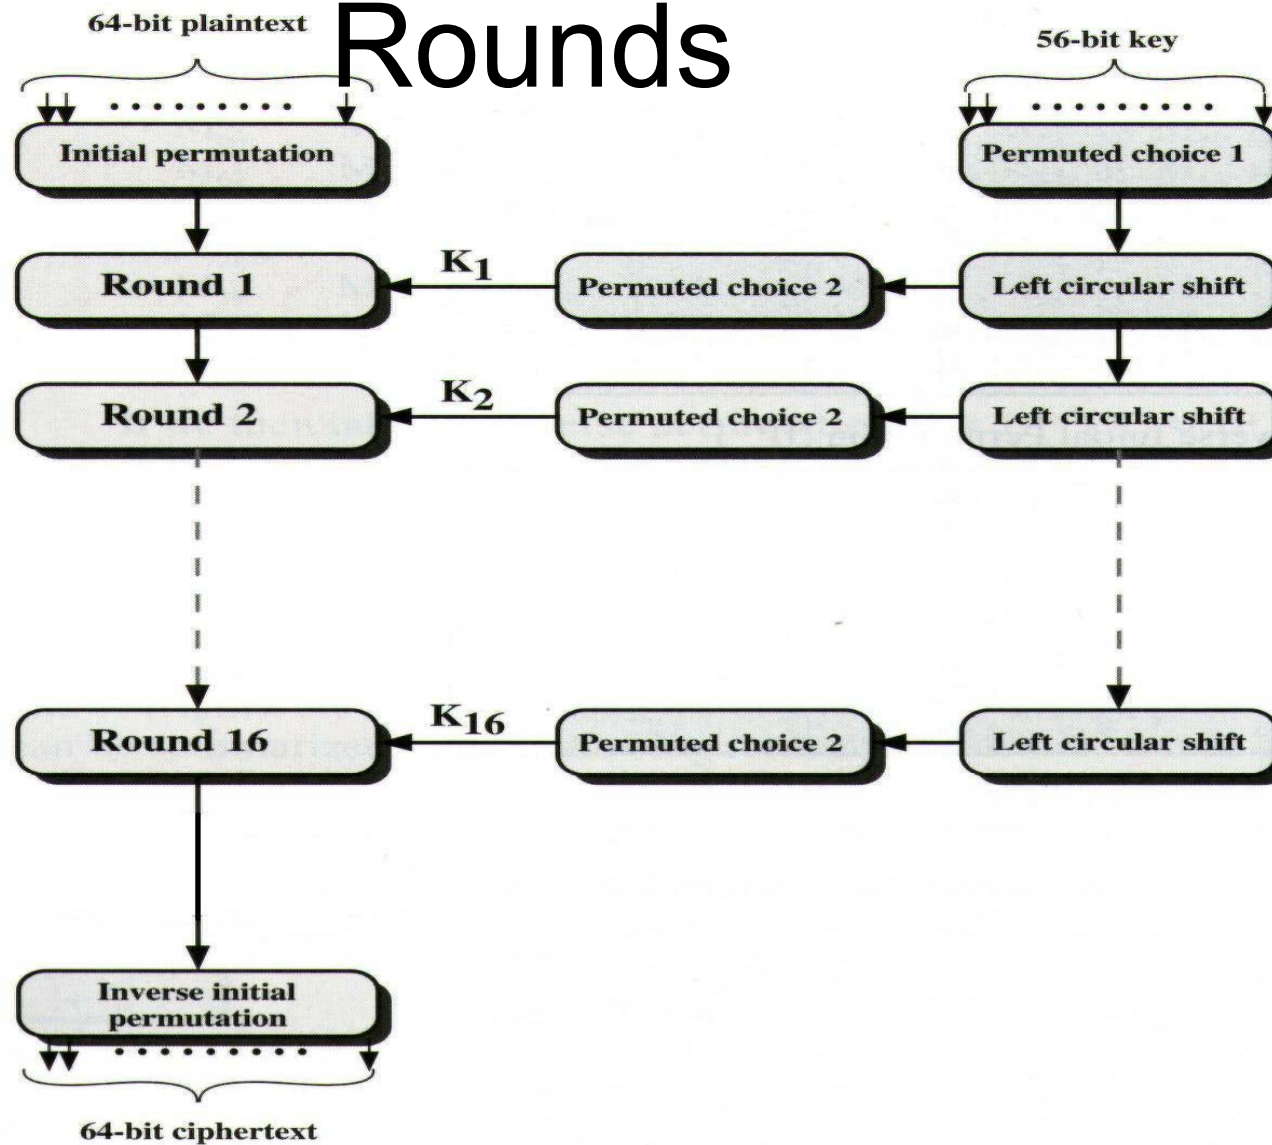 Rounds
64-bit plaintext
56-bit key
Initial permutation
Permuted choice 1
Round 1
K1
Permuted choice 2
Left circular shift
Round 2
K2
Permuted choice 2
Left circular shift
Round 16
K16
Permuted choice 2
Left circular shift
Inverse initial
permutation
64-bit ciphertext